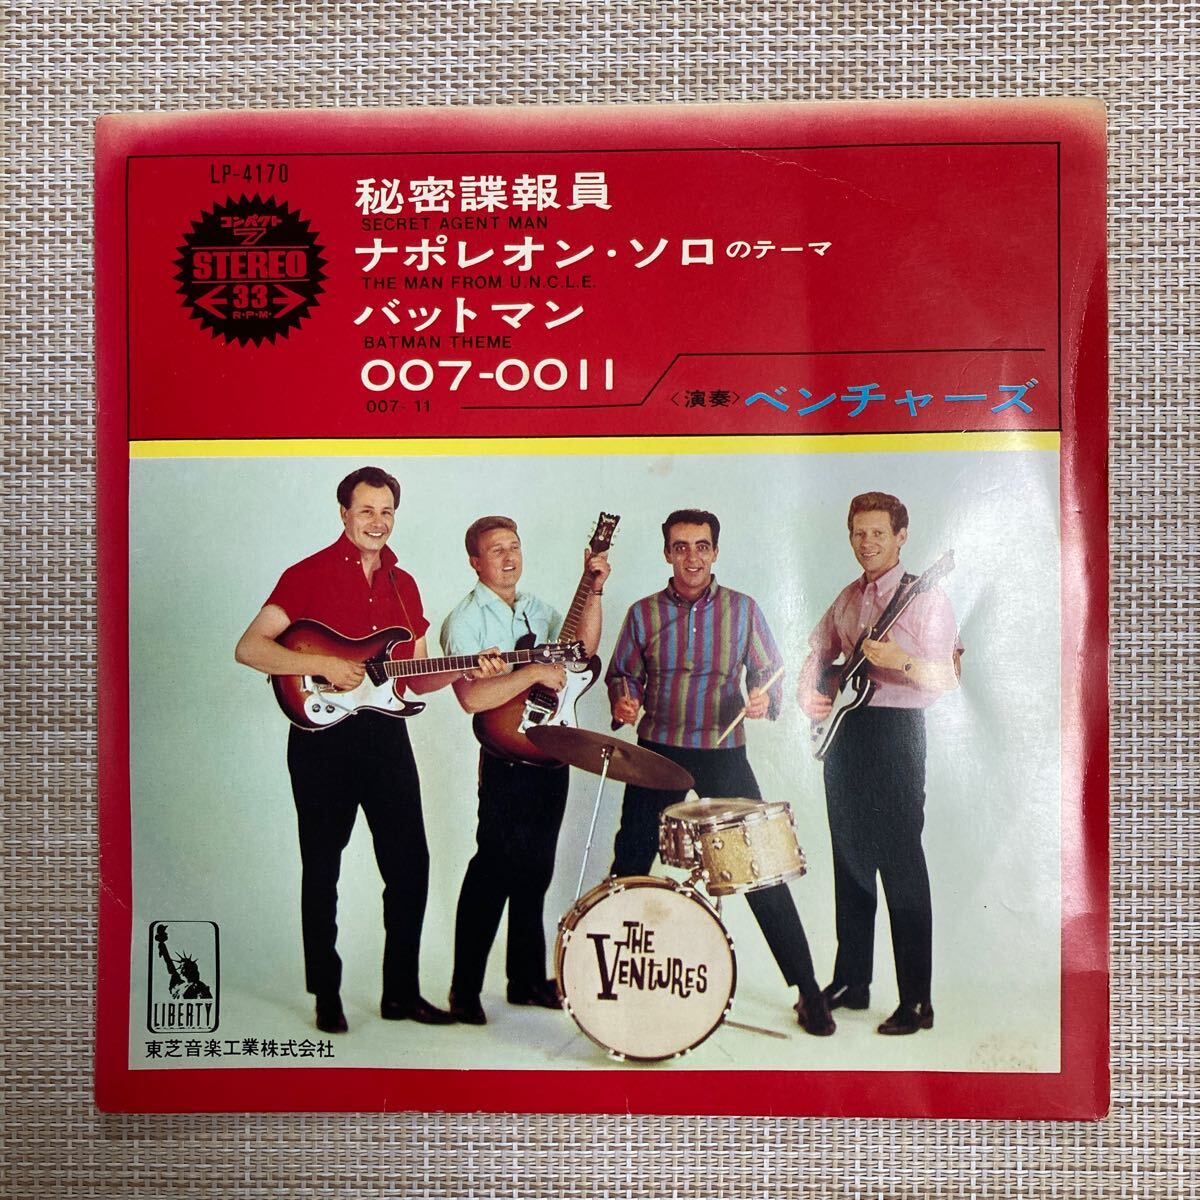 LP-4170
コンパクト
7
STEREO
33
R・P・M・
秘密諜報員
SECRET AGENT MAN
ナポレオン・ソロのテーマ
THE MAN FROM U.N.C.L.E.
バットマン
BATMAN THEME
007-0011
007-11
〈演奏〉ベンチャーズ
THE
VENTURES
LIBERTY
東芝音楽工業株式会社